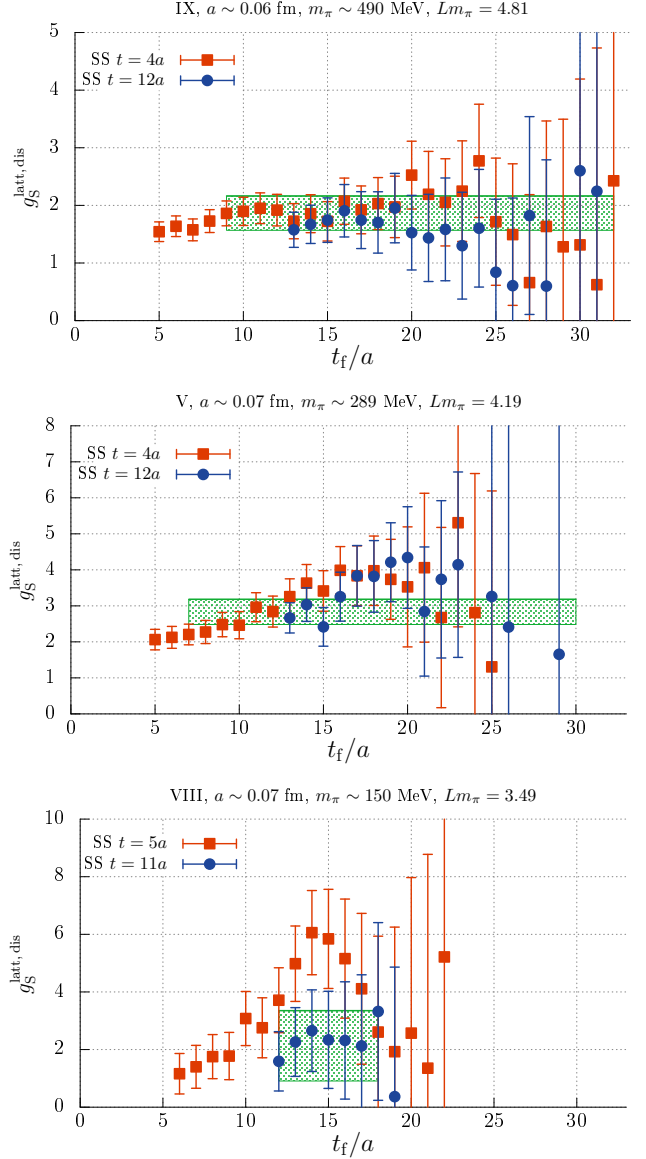 IX, a ∼ 0.06 fm, mπ ∼ 490 MeV, Lmπ = 4.81
5
SS t = 4a
SS t = 12a
4
3
g_S^latt,dis
2
1
0
0 5 10 15 20 25 30
t_f/a
V, a ∼ 0.07 fm, mπ ∼ 289 MeV, Lmπ = 4.19
8
SS t = 4a
7
SS t = 12a
6
5
g_S^latt,dis
4
3
2
1
0
0 5 10 15 20 25 30
t_f/a
VIII, a ∼ 0.07 fm, mπ ∼ 150 MeV, Lmπ = 3.49
10
SS t = 5a
SS t = 11a
8
6
g_S^latt,dis
4
2
0
0 5 10 15 20 25 30
t_f/a